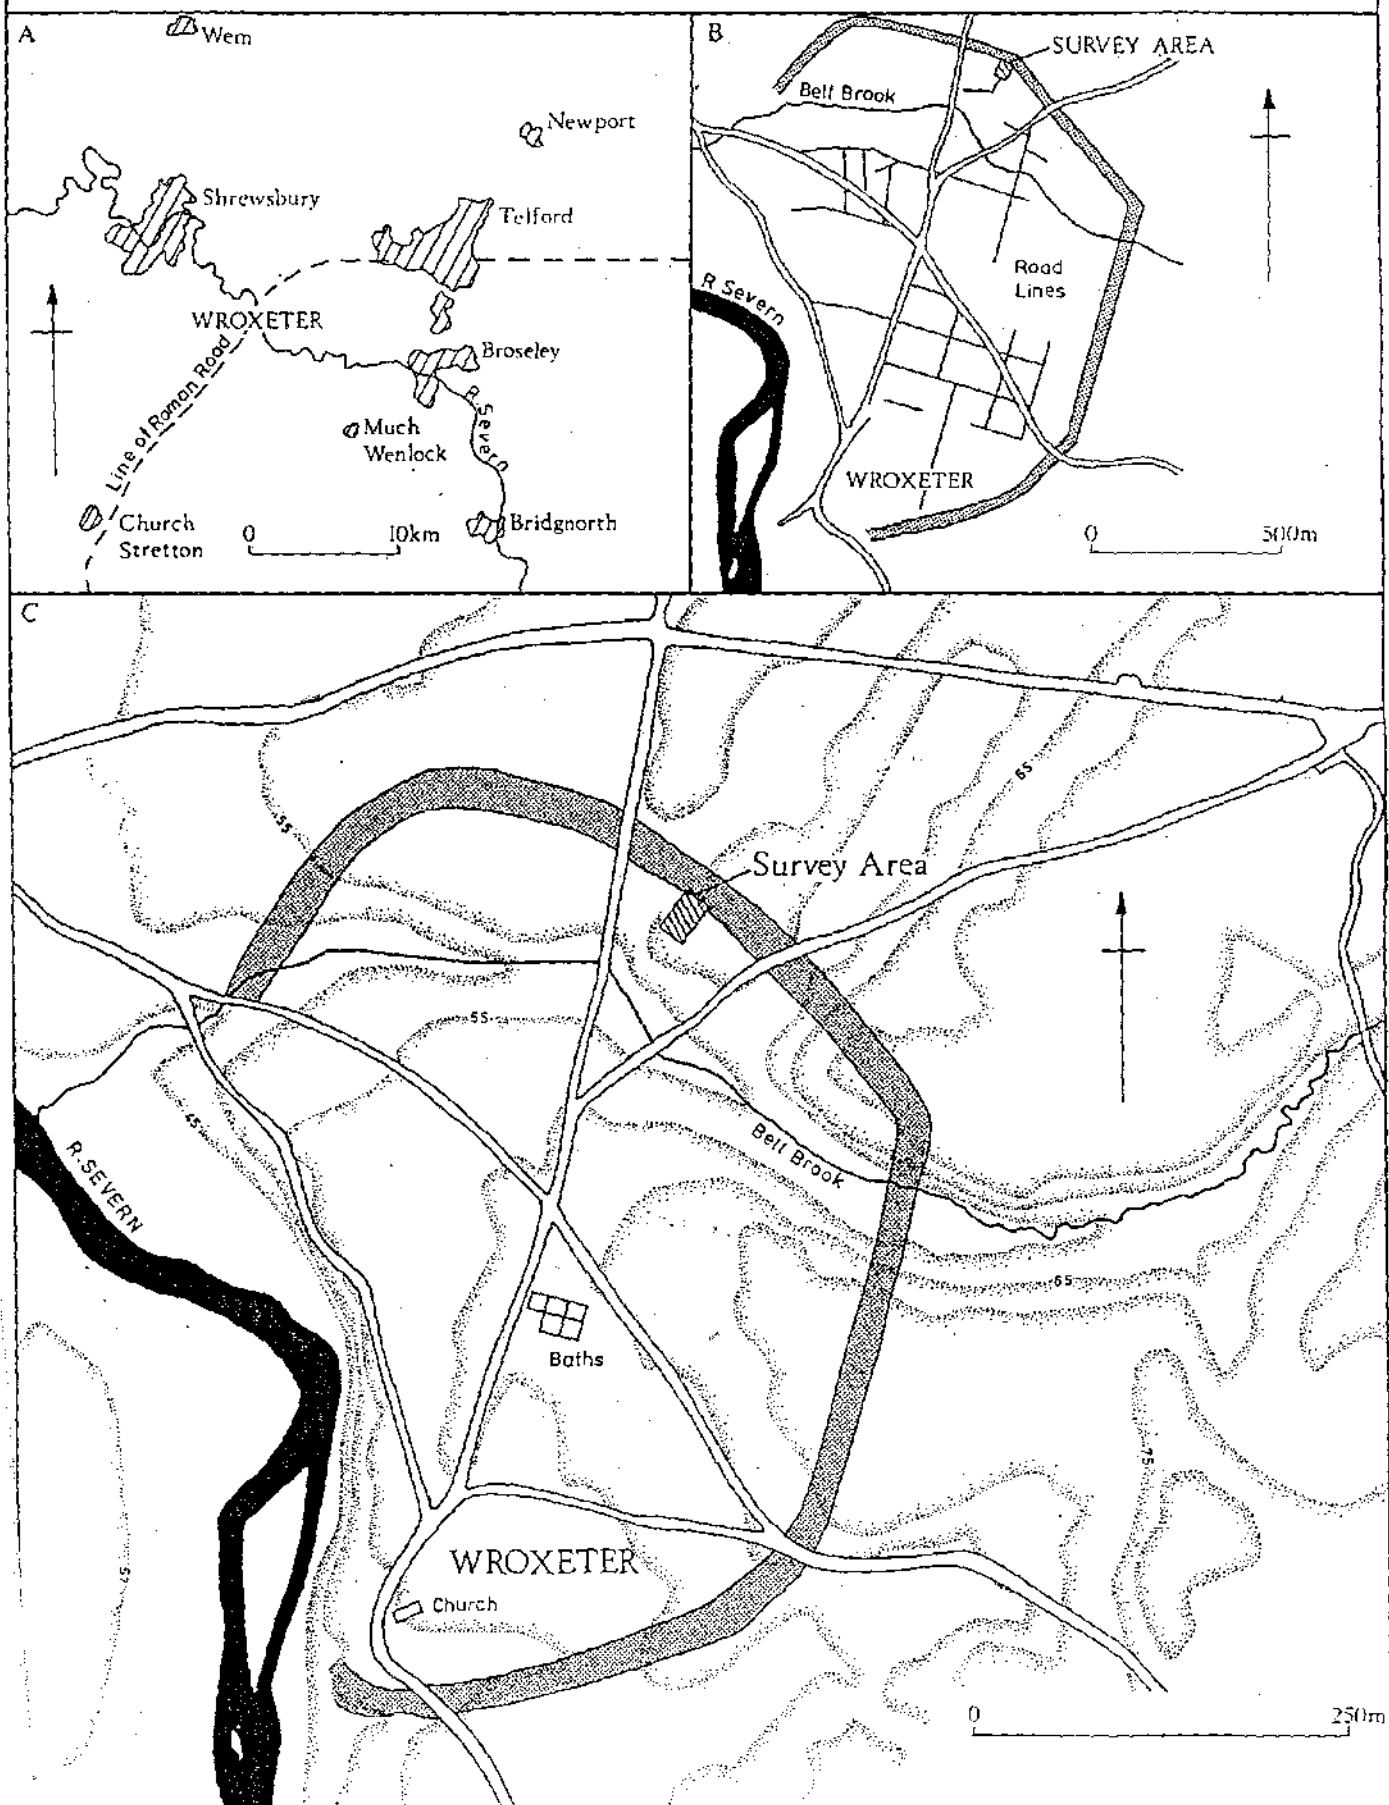 A
Wem
Newport
Shrewsbury
Telford
WROXETER
Line of Roman Road
Broseley
R. Severn
Much
Wenlock
Church
Stretton
0 10km
Bridgnorth
B
SURVEY AREA
Bell Brook
R Severn
Road
Lines
WROXETER
0 500m
C
65
55
Survey Area
55
45
R. SEVERN
Bell Brook
65
Baths
75
55
WROXETER
Church
0 250m